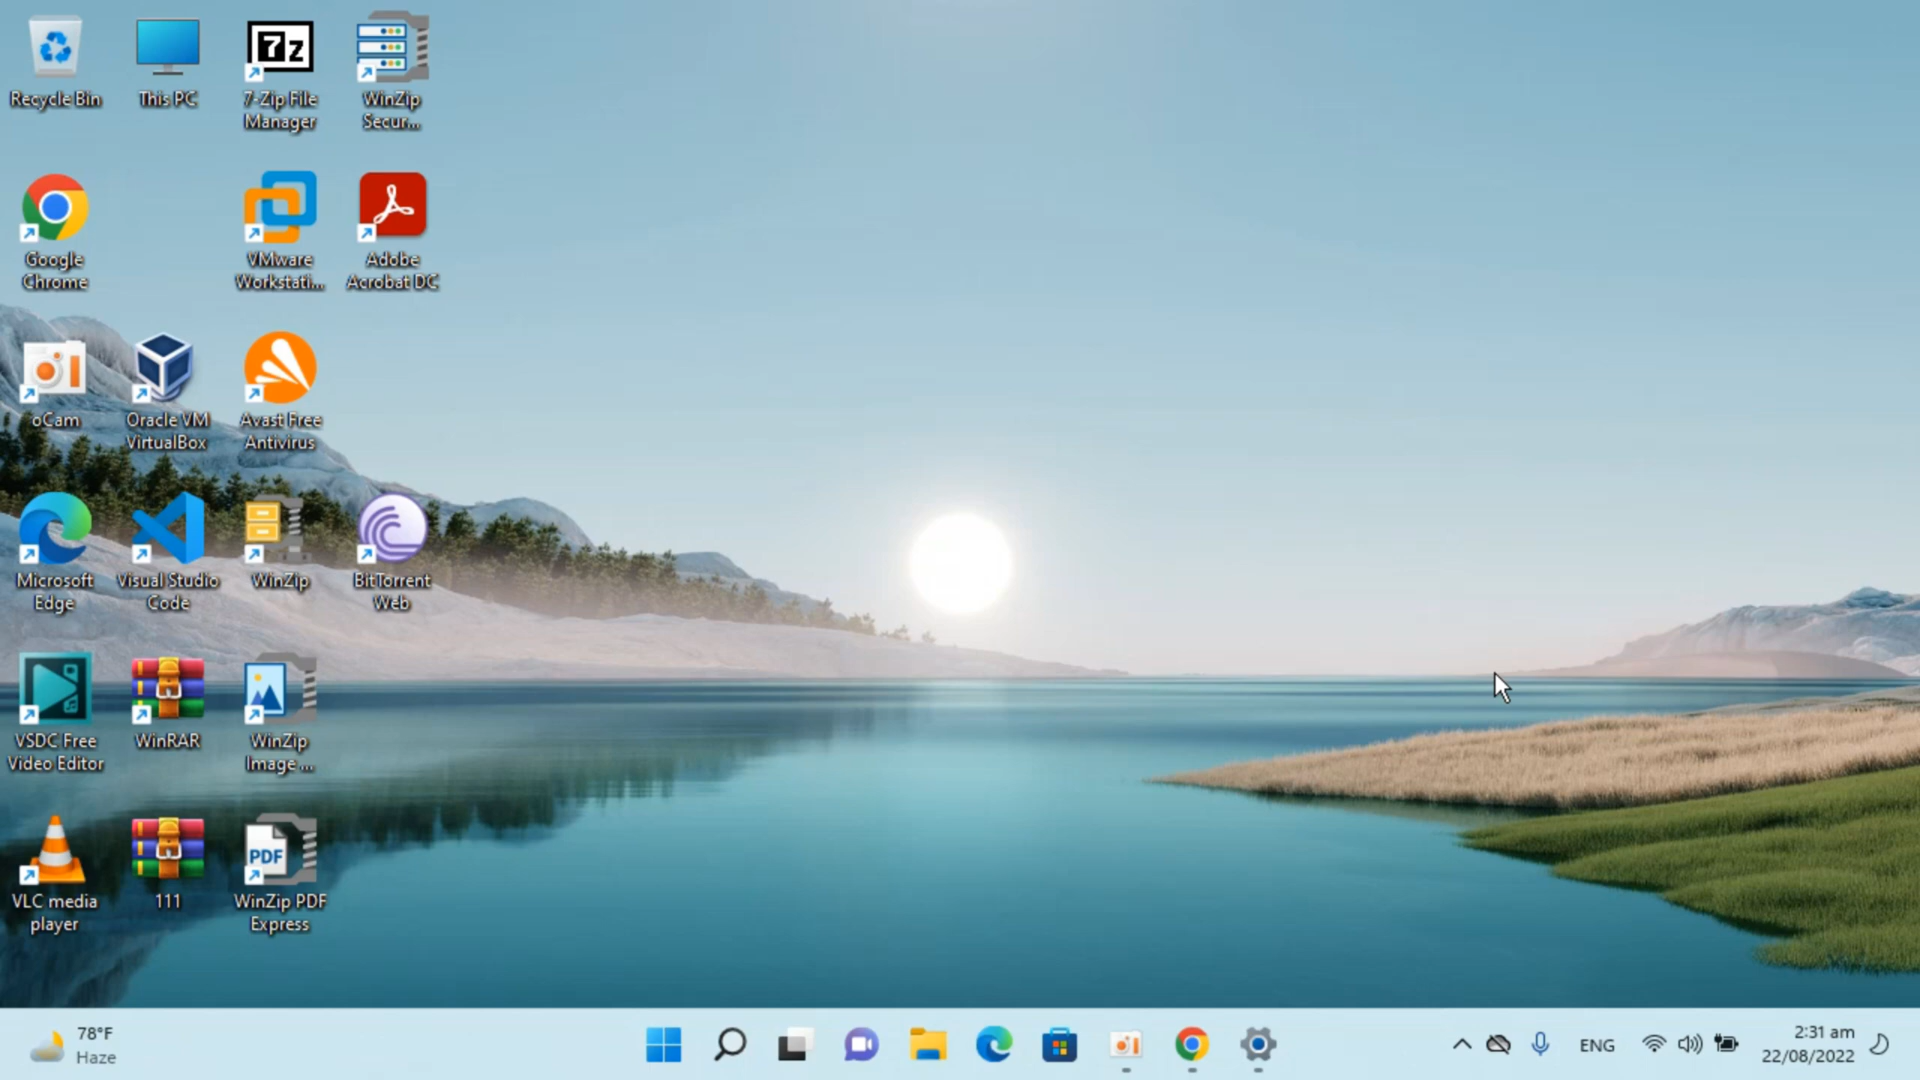 Recycle Bin
This PC
7z
7-Zip File
Manager
WinZip
Secur...
Google
Chrome
VMware
Workstati...
Adobe
Acrobat DC
oCam
Oracle VM
VirtualBox
Avast Free
Antivirus
Microsoft
Edge
Visual Studio
Code
WinZip
BitTorrent
Web
VSDC Free
Video Editor
WinRAR
WinZip
Image ...
VLC media
player
111
PDF
WinZip PDF
Express
78°F
Haze
ENG
2:31 am
22/08/2022